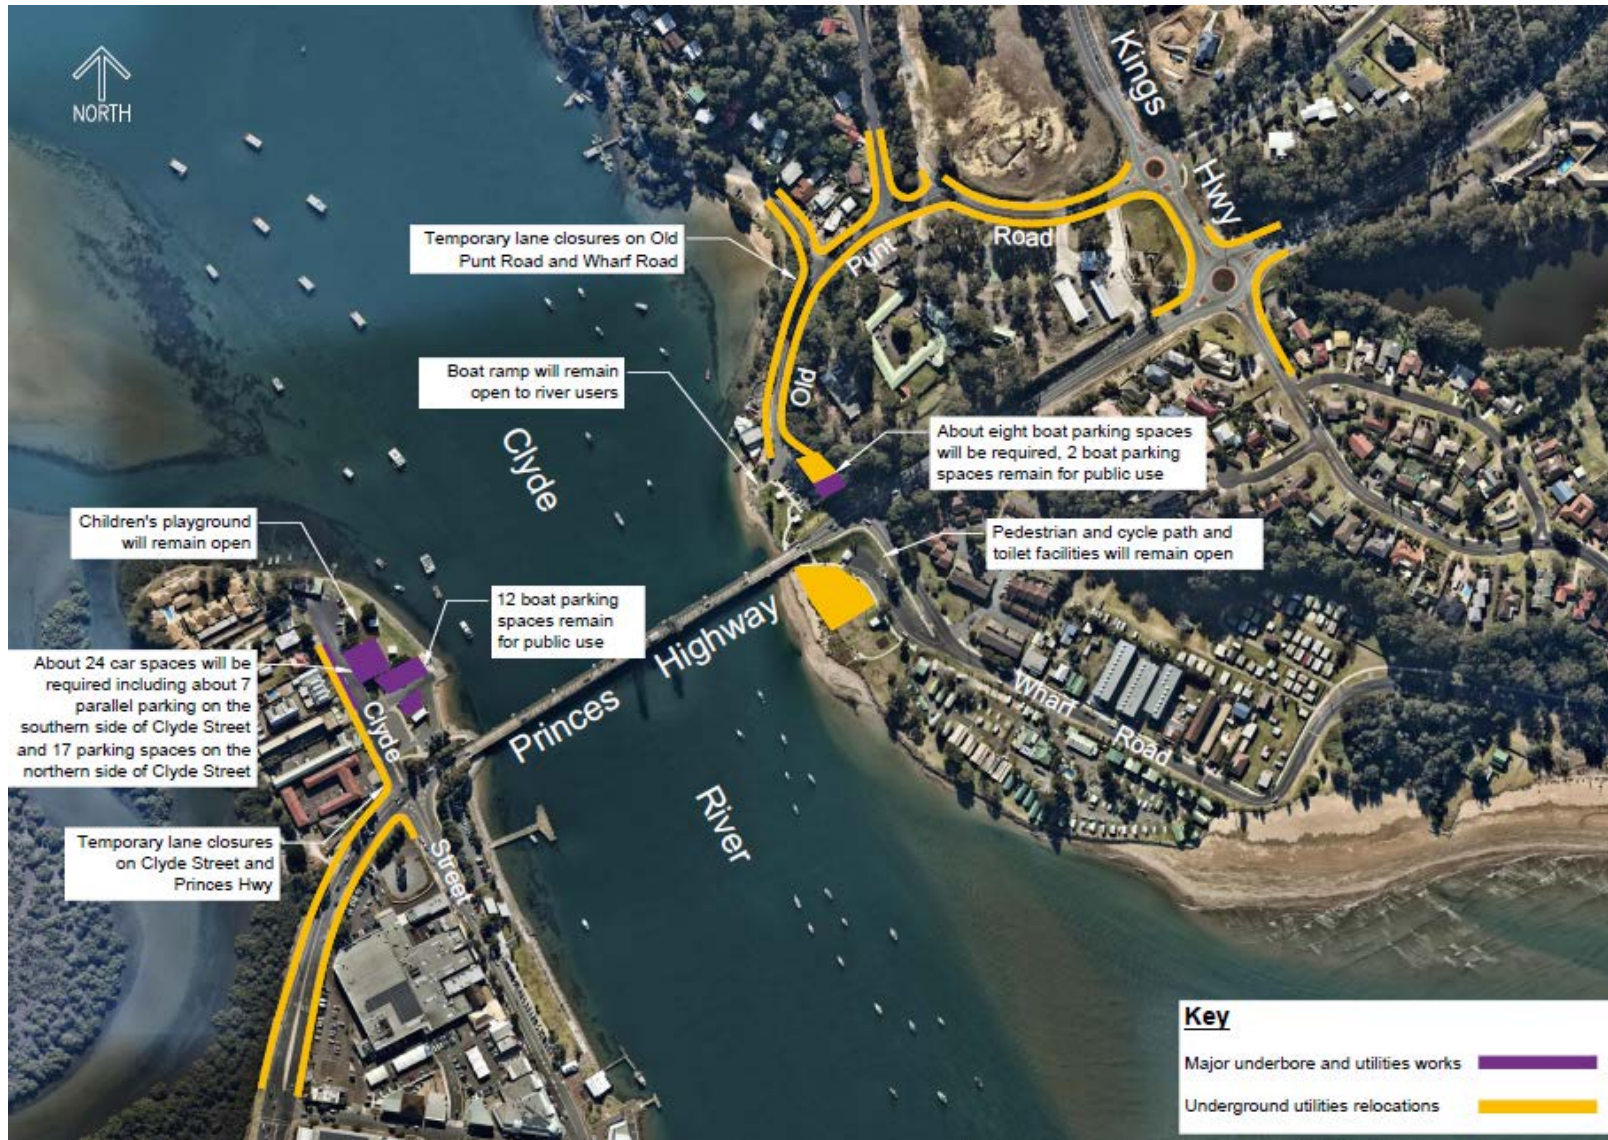 NORTH
Kings
Hwy
Temporary lane closures on Old
Punt Road and Wharf Road
Punt
Road
Old
Boat ramp will remain
open to river users
About eight boat parking spaces
will be required, 2 boat parking
spaces remain for public use
Clyde
Children's playground
will remain open
Pedestrian and cycle path and
toilet facilities will remain open
12 boat parking
spaces remain
for public use
About 24 car spaces will be
required including about 7
parallel parking on the
southern side of Clyde Street
and 17 parking spaces on the
northern side of Clyde Street
Clyde
Princes Highway
Wharf Road
River
Temporary lane closures
on Clyde Street and
Princes Hwy
Street
Key
Major underbore and utilities works
Underground utilities relocations